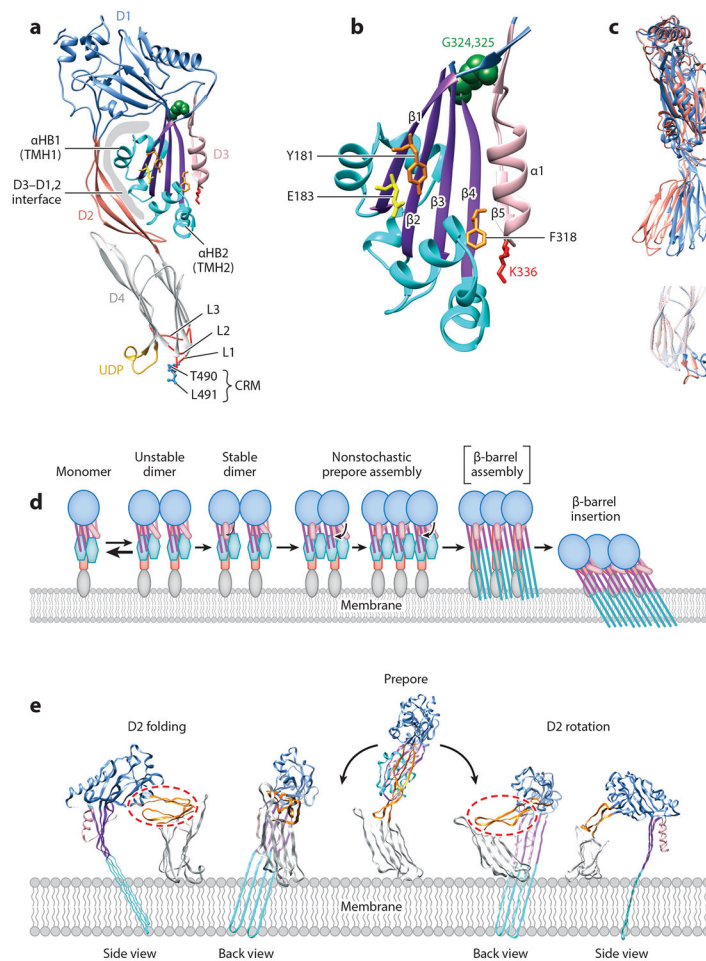 a
D1
αHB1
(TMH1)
D3
D3–D1,2
interface
D2
αHB2
(TMH2)
D4
L3
L2
L1
UDP
T490
L491
CRM
b
G324,325
β1
Y181
α1
E183
β4
β3
β5
β2
F318
K336
c
d
Monomer
Unstable
dimer
Stable
dimer
Nonstochastic
prepore assembly
β-barrel
assembly
β-barrel
insertion
Membrane
e
Prepore
D2 folding
D2 rotation
Membrane
Side view
Back view
Back view
Side view